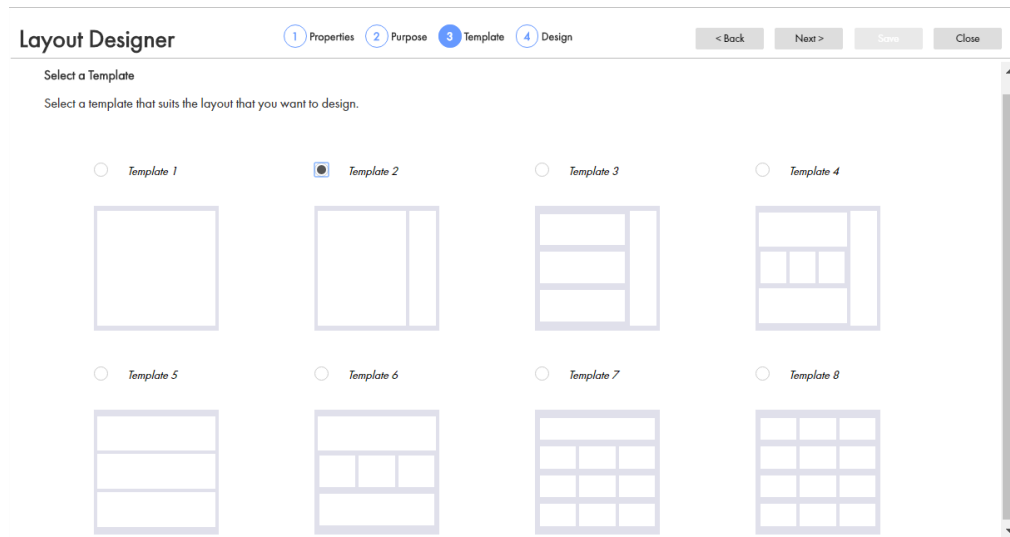 Layout Designer
1 Properties 2 Purpose 3 Template 4 Design
< Back Next > Save Close
Select a Template
Select a template that suits the layout that you want to design.
Template 1 Template 2 Template 3 Template 4
Template 5 Template 6 Template 7 Template 8